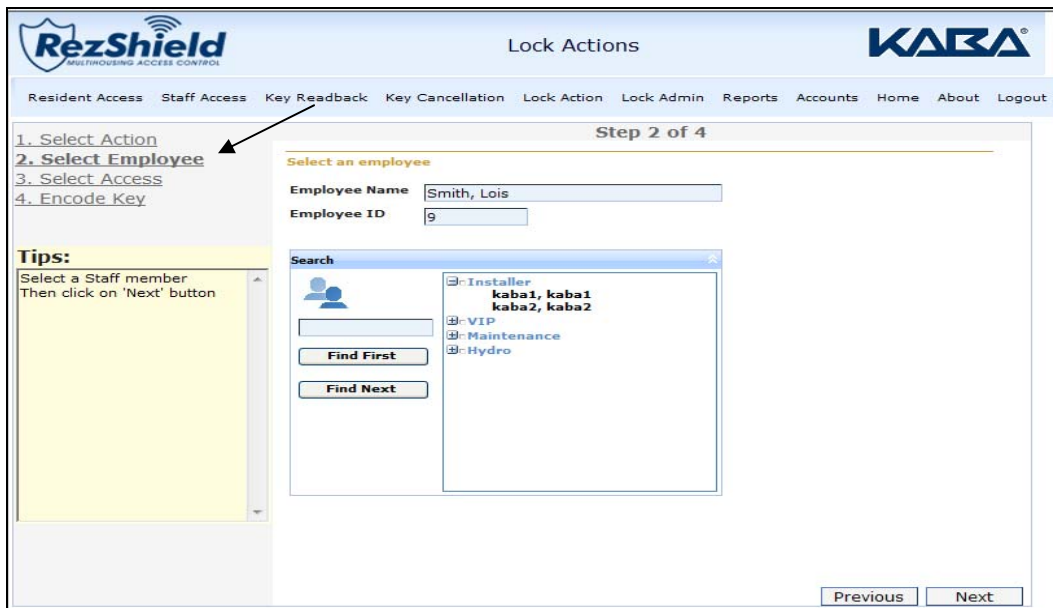 RezShield
MULTIHOUSING ACCESS CONTROL
Lock Actions
KABA®
Resident Access Staff Access Key Readback Key Cancellation Lock Action Lock Admin Reports Accounts Home About Logout
1. Select Action
2. Select Employee
3. Select Access
4. Encode Key
Tips:
Select a Staff member
Then click on 'Next' button
Step 2 of 4
Select an employee
Employee Name Smith, Lois
Employee ID 9
Search
Find First
Find Next
Installer
kaba1, kaba1
kaba2, kaba2
VIP
Maintenance
Hydro
Previous Next